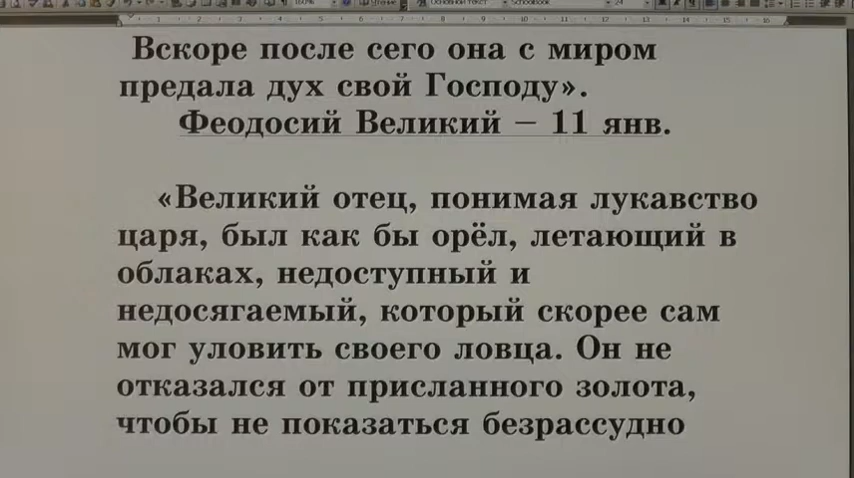 Вскоре после сего она с миром
предала дух свой Господу».
Феодосий Великий – 11 янв.
«Великий отец, понимая лукавство
царя, был как бы орёл, летающий в
облаках, недоступный и
недосягаемый, который скорее сам
мог уловить своего ловца. Он не
отказался от присланного золота,
чтобы не показаться безрассудно